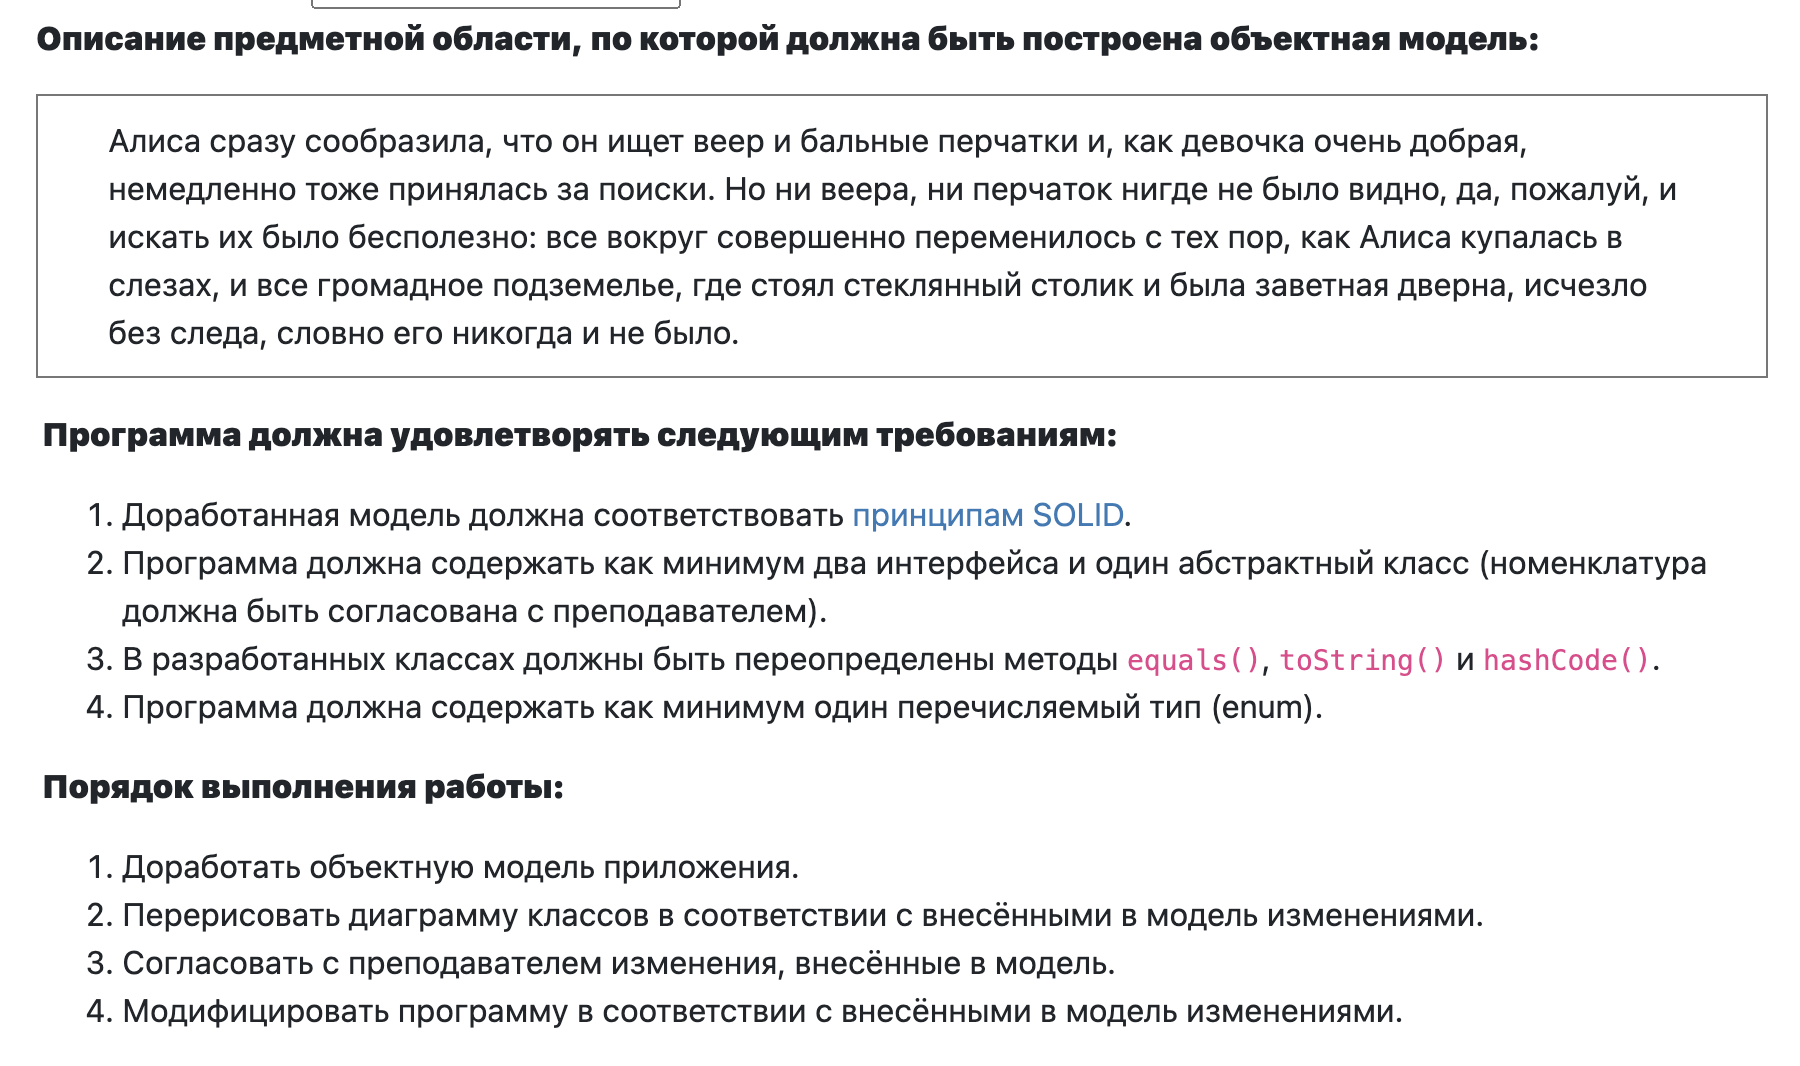 Описание предметной области, по которой должна быть построена объектная модель:
Алиса сразу сообразила, что он ищет веер и бальные перчатки и, как девочка очень добрая,
немедленно тоже принялась за поиски. Но ни веера, ни перчаток нигде не было видно, да, пожалуй, и
искать их было бесполезно: все вокруг совершенно переменилось с тех пор, как Алиса купалась в
слезах, и все громадное подземелье, где стоял стеклянный столик и была заветная дверна, исчезло
без следа, словно его никогда и не было.
Программа должна удовлетворять следующим требованиям:
1. Доработанная модель должна соответствовать принципам SOLID.
2. Программа должна содержать как минимум два интерфейса и один абстрактный класс (номенклатура
должна быть согласована с преподавателем).
3. В разработанных классах должны быть переопределены методы equals(), toString() и hashCode().
4. Программа должна содержать как минимум один перечисляемый тип (enum).
Порядок выполнения работы:
1. Доработать объектную модель приложения.
2. Перерисовать диаграмму классов в соответствии с внесёнными в модель изменениями.
3. Согласовать с преподавателем изменения, внесённые в модель.
4. Модифицировать программу в соответствии с внесёнными в модель изменениями.